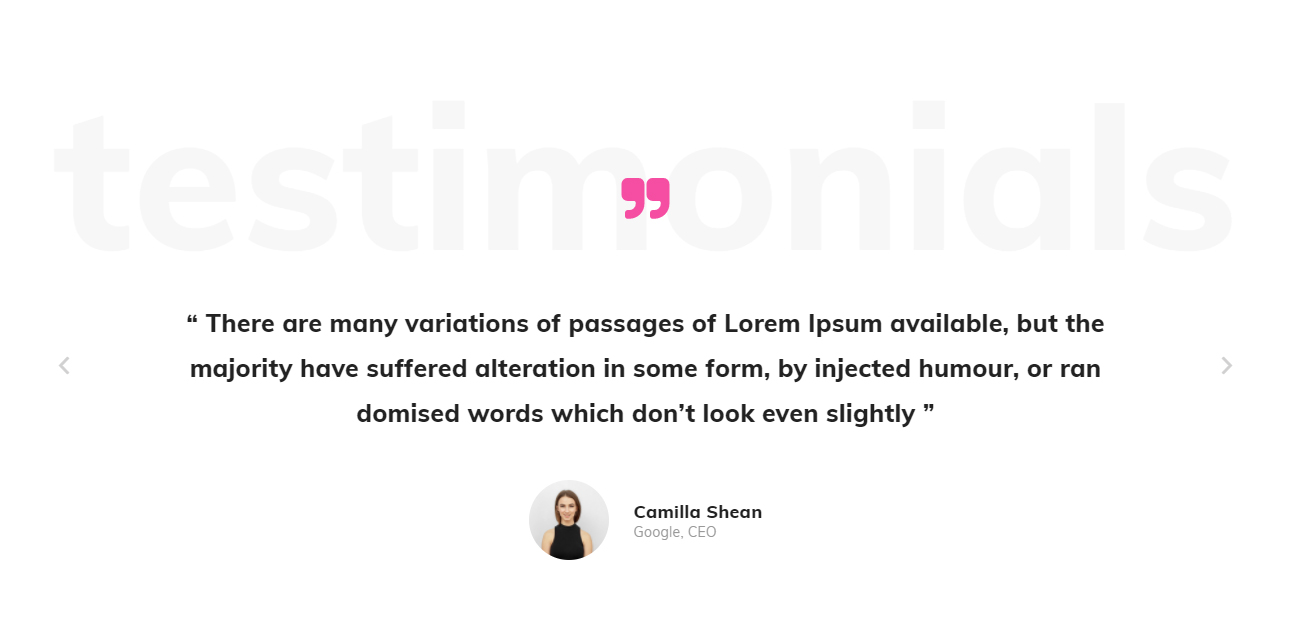 testimonials
“ There are many variations of passages of Lorem Ipsum available, but the
majority have suffered alteration in some form, by injected humour, or ran
domised words which don’t look even slightly ”
Camilla Shean
Google, CEO